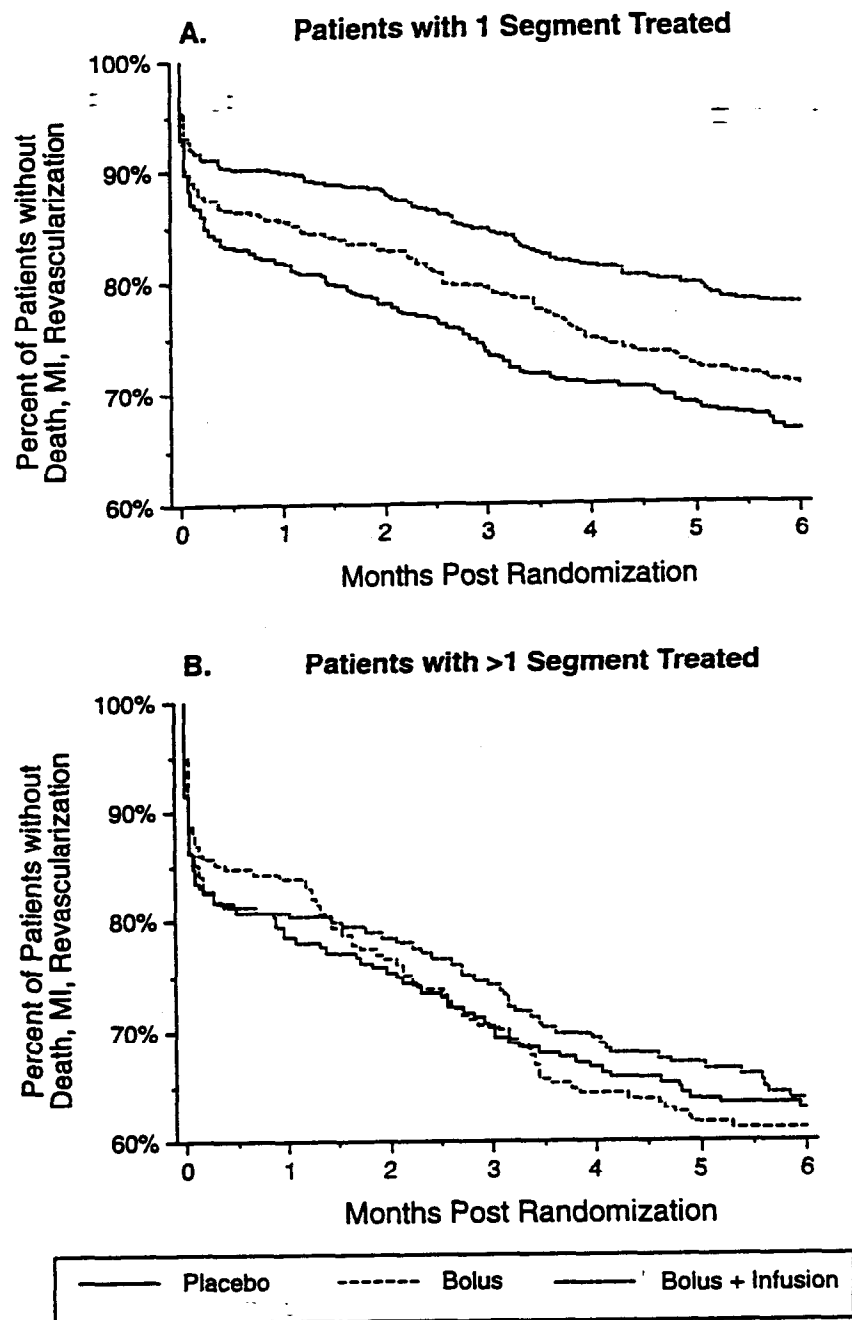 A. Patients with 1 Segment Treated
100%
90%
80%
70%
60%
Percent of Patients without
Death, MI, Revascularization
0 1 2 3 4 5 6
Months Post Randomization
B. Patients with >1 Segment Treated
100%
90%
80%
70%
60%
Percent of Patients without
Death, MI, Revascularization
0 1 2 3 4 5 6
Months Post Randomization
Placebo Bolus Bolus + Infusion